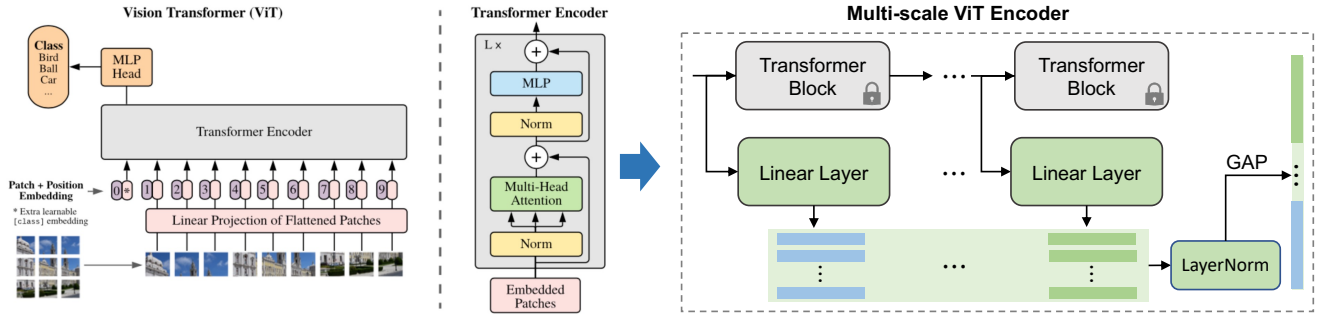 Vision Transformer (ViT)
Class
Bird
Ball
Car
...
MLP
Head
Transformer Encoder
Patch + Position
Embedding
0 * 1 2 3 4 5 6 7 8 9
* Extra learnable
[class] embedding
Linear Projection of Flattened Patches
Transformer Encoder
L ×
+
MLP
Norm
+
Multi-Head
Attention
Norm
Embedded
Patches
Multi-scale ViT Encoder
Transformer
Block
...
Transformer
Block
Linear Layer
...
Linear Layer
GAP
...
LayerNorm